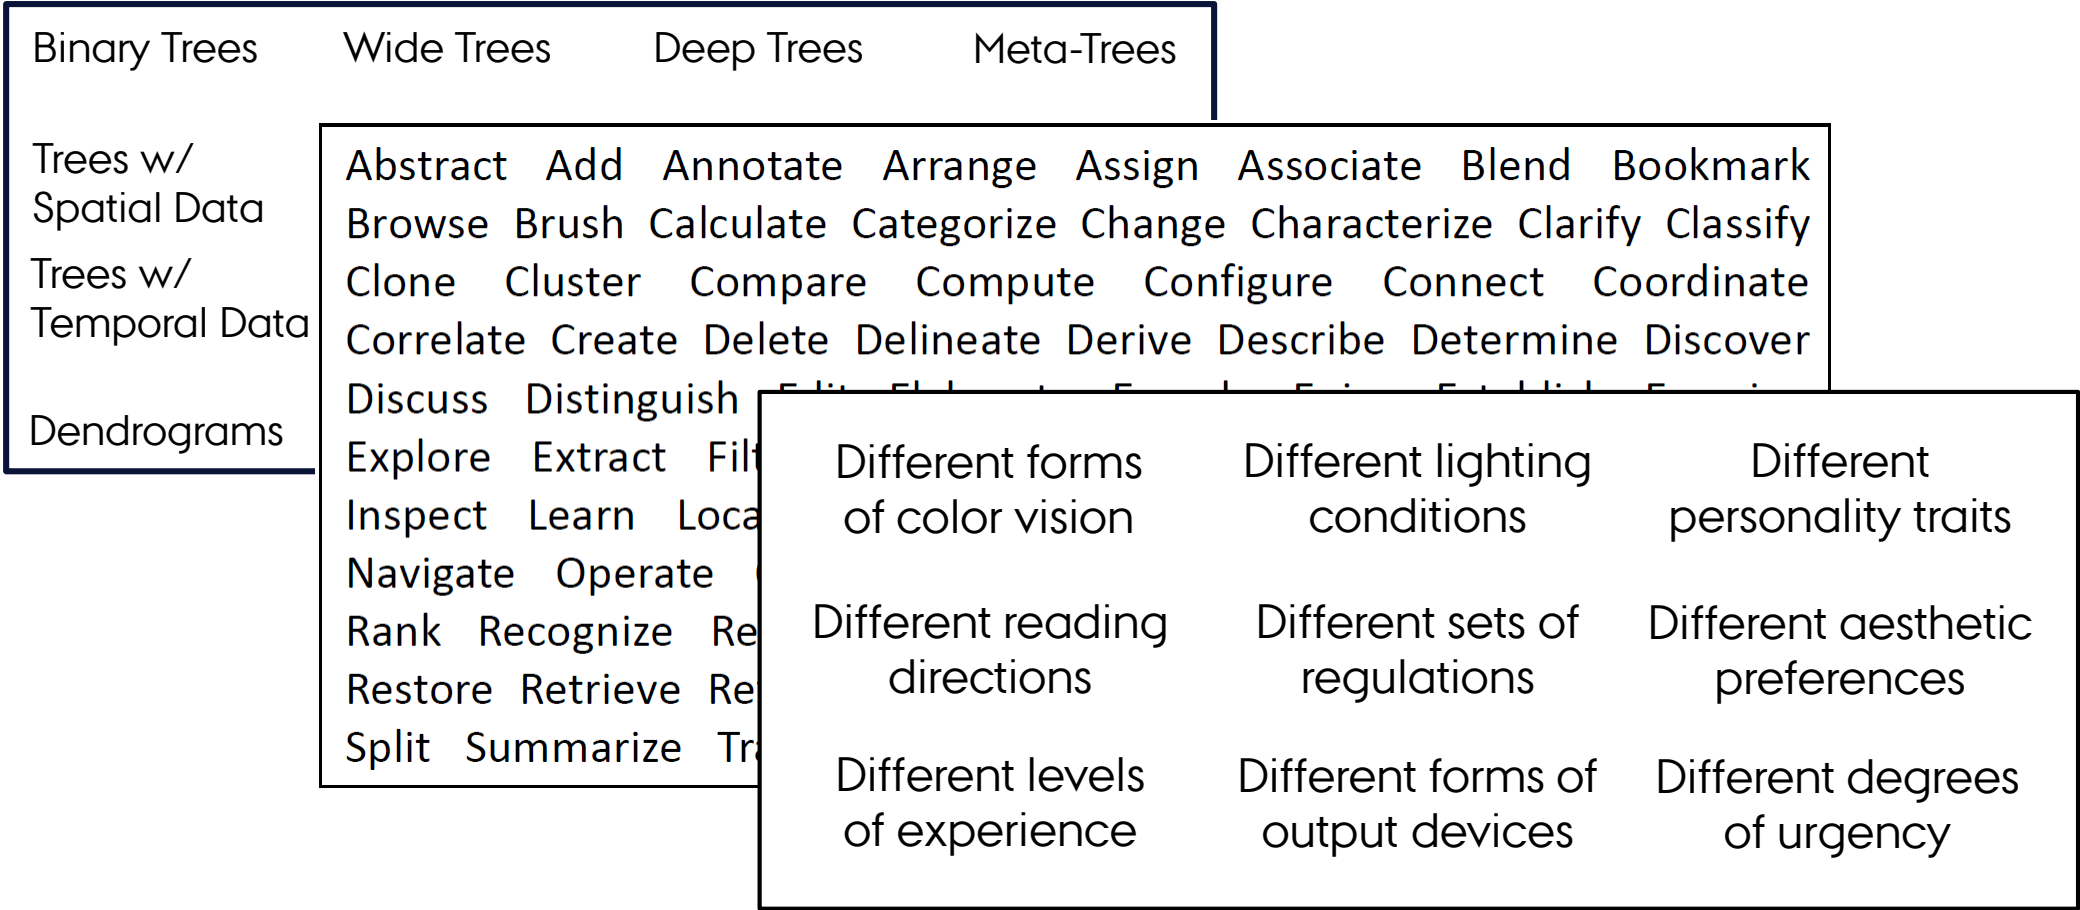 Binary Trees Wide Trees Deep Trees Meta-Trees
Trees w/
Spatial Data
Trees w/
Temporal Data
Dendrograms
Abstract Add Annotate Arrange Assign Associate Blend Bookmark
Browse Brush Calculate Categorize Change Characterize Clarify Classify
Clone Cluster Compare Compute Configure Connect Coordinate
Correlate Create Delete Delineate Derive Describe Determine Discover
Discuss Distinguish
Explore Extract
Inspect Learn
Navigate Operate
Rank Recognize
Restore Retrieve
Split Summarize
Different forms
of color vision
Different lighting
conditions
Different
personality traits
Different reading
directions
Different sets of
regulations
Different aesthetic
preferences
Different levels
of experience
Different forms of
output devices
Different degrees
of urgency